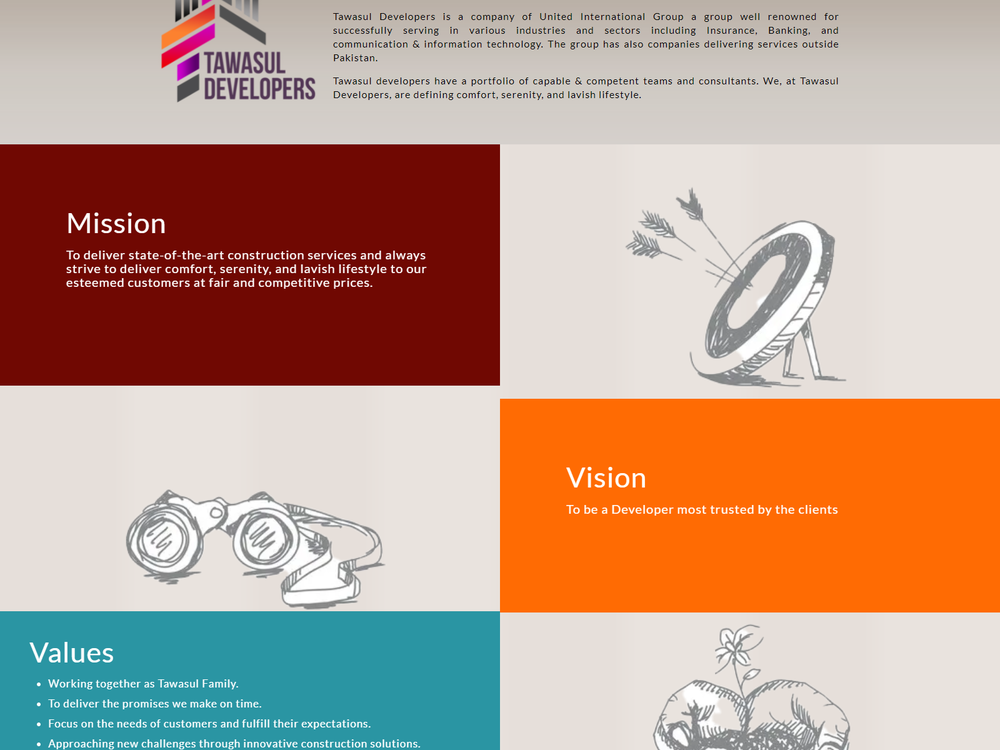 TAWASUL
DEVELOPERS
Tawasul Developers is a company of United International Group a group well renowned for
successfully serving in various industries and sectors including Insurance, Banking, and
communication & information technology. The group has also companies delivering services outside
Pakistan.
Tawasul developers have a portfolio of capable & competent teams and consultants. We, at Tawasul
Developers, are defining comfort, serenity, and lavish lifestyle.
Mission
To deliver state-of-the-art construction services and always
strive to deliver comfort, serenity, and lavish lifestyle to our
esteemed customers at fair and competitive prices.
Vision
To be a Developer most trusted by the clients
Values
• Working together as Tawasul Family.
• To deliver the promises we make on time.
• Focus on the needs of customers and fulfill their expectations.
• Approaching new challenges through innovative construction solutions.